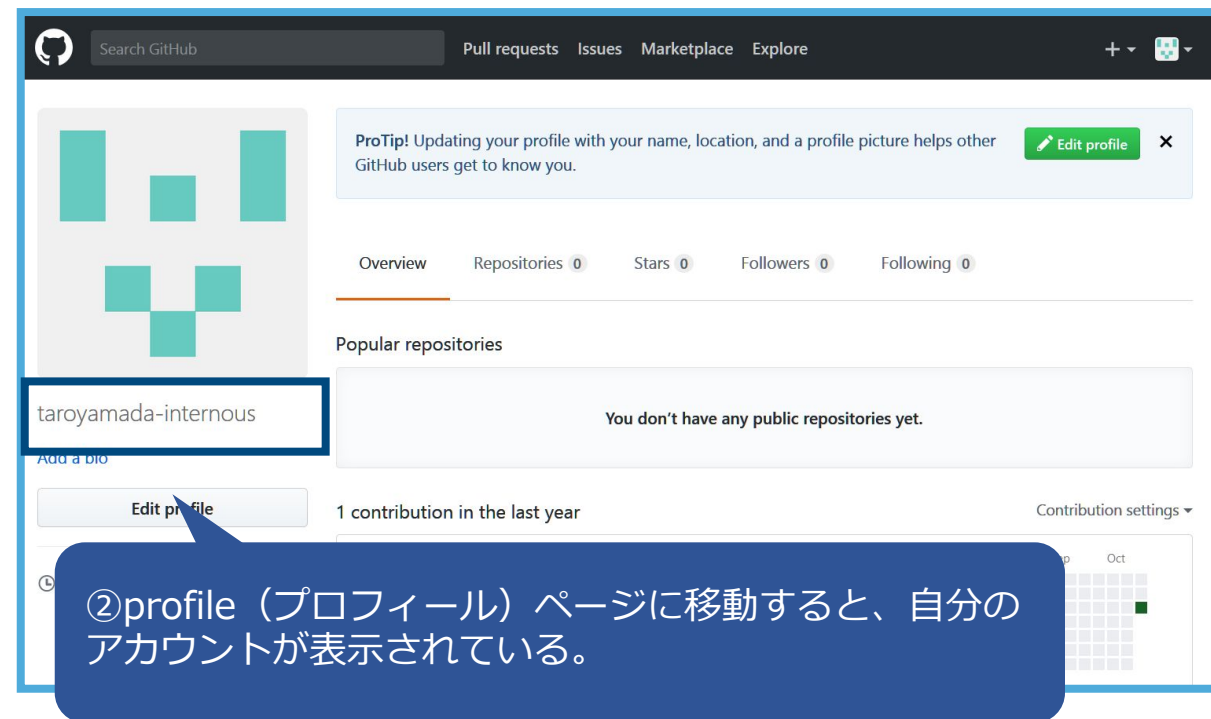 Search GitHub
Pull requests Issues Marketplace Explore
ProTip! Updating your profile with your name, location, and a profile picture helps other
GitHub users get to know you.
Edit profile
Overview Repositories 0 Stars 0 Followers 0 Following 0
Popular repositories
taroyamada-internous
You don't have any public repositories yet.
Add a bio
Edit profile
1 contribution in the last year
Contribution settings
Oct
②profile（プロフィール）ページに移動すると、自分の
アカウントが表示されている。